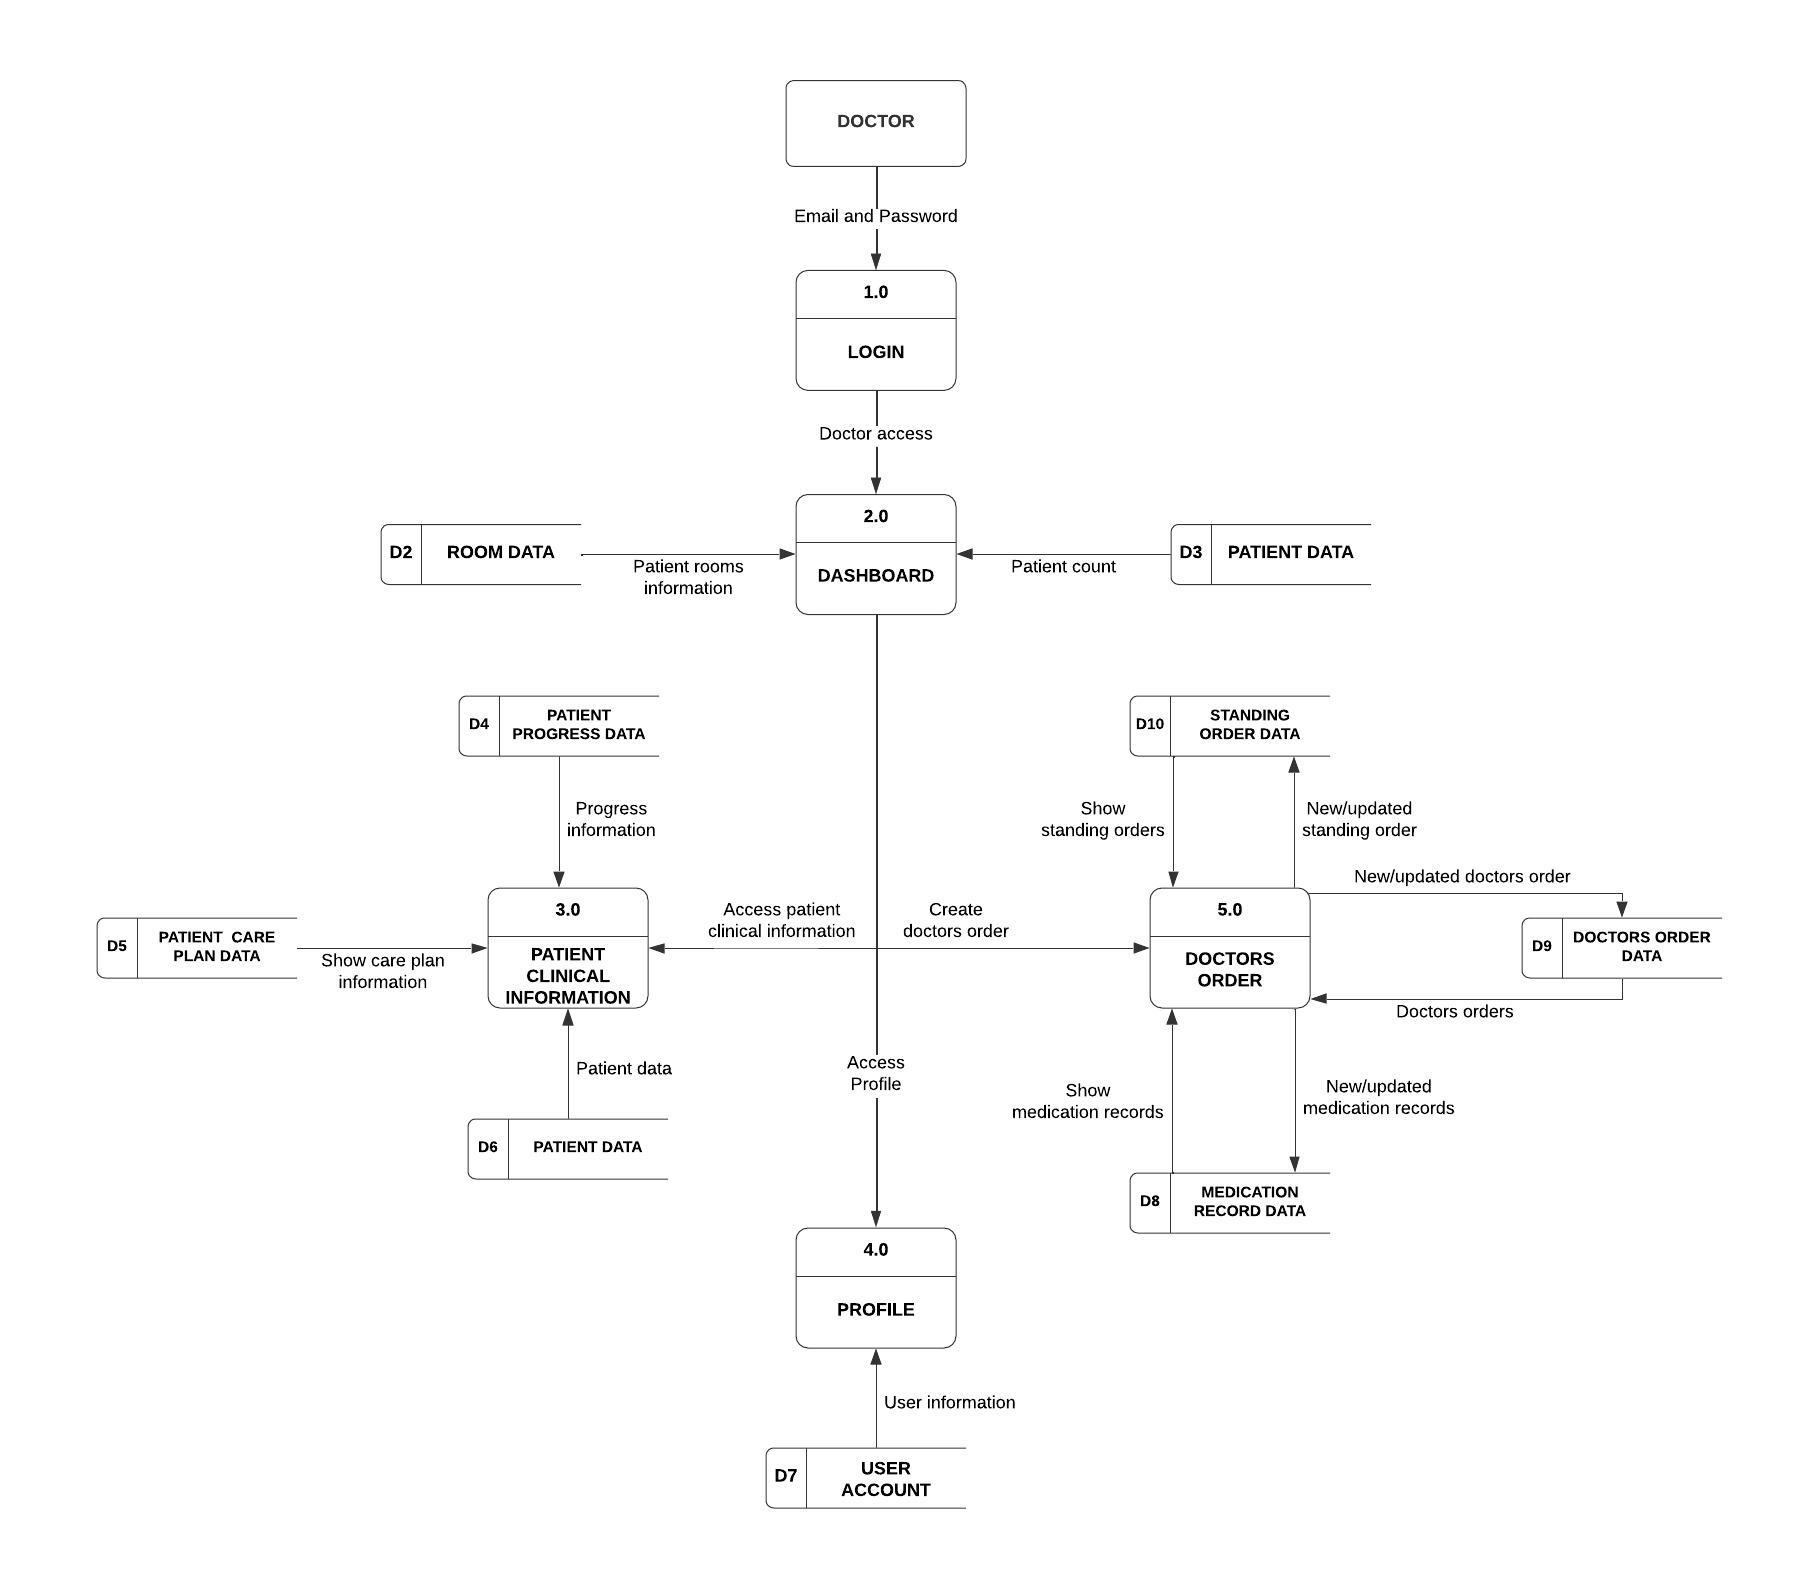 DOCTOR
Email and Password
1.0
LOGIN
Doctor access
2.0
DASHBOARD
D2
ROOM DATA
Patient rooms
information
Patient count
D3
PATIENT DATA
D4
PATIENT
PROGRESS DATA
Progress
information
D10
STANDING
ORDER DATA
Show
standing orders
New/updated
standing order
D5
PATIENT CARE
PLAN DATA
Show care plan
information
3.0
PATIENT
CLINICAL
INFORMATION
Access patient
clinical information
Create
doctors order
5.0
DOCTORS
ORDER
New/updated doctors order
D9
DOCTORS ORDER
DATA
Doctors orders
Patient data
D6
PATIENT DATA
Access
Profile
Show
medication records
New/updated
medication records
D8
MEDICATION
RECORD DATA
4.0
PROFILE
User information
D7
USER
ACCOUNT